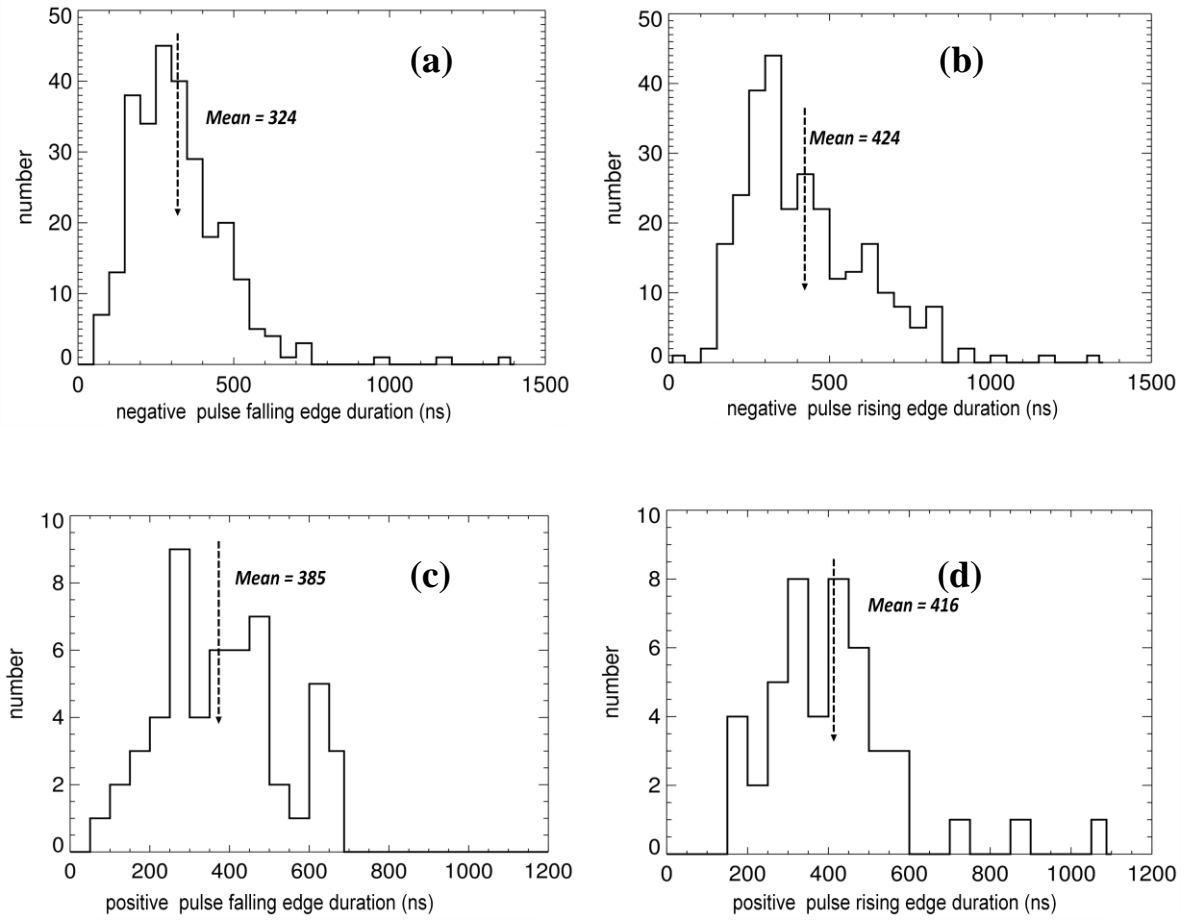 50
40
30
20
10
0
number
(a)
Mean = 324
0 500 1000 1500
negative pulse falling edge duration (ns)
50
40
30
20
10
0
number
(b)
Mean = 424
0 500 1000 1500
negative pulse rising edge duration (ns)
10
8
6
4
2
0
number
(c)
Mean = 385
0 200 400 600 800 1000 1200
positive pulse falling edge duration (ns)
10
8
6
4
2
0
number
(d)
Mean = 416
200 400 600 800 1000 1200
positive pulse rising edge duration (ns)